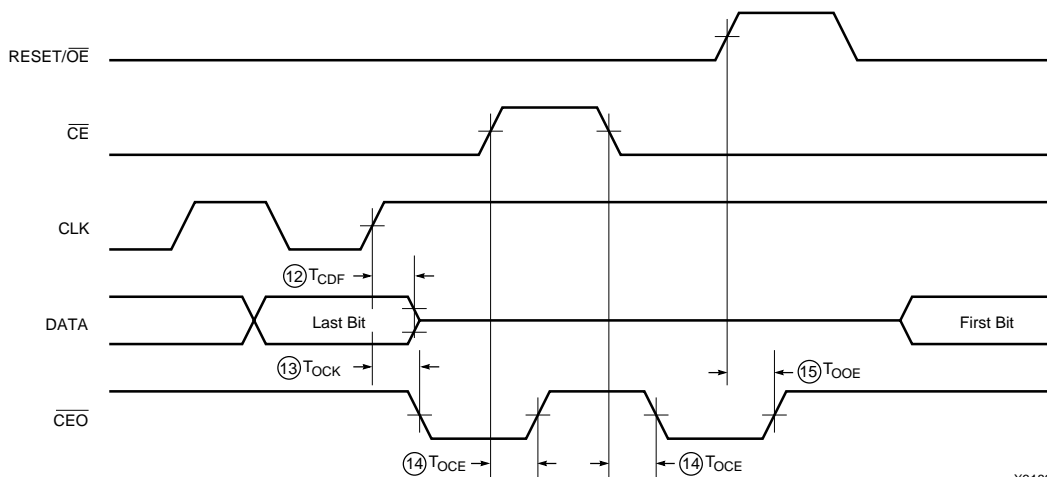 RESET/OE
CE
CLK
⑫ TCDF
DATA
Last Bit
First Bit
⑬ TOCK
⑮ TOOE
CEO
⑭ TOCE
⑭ TOCE